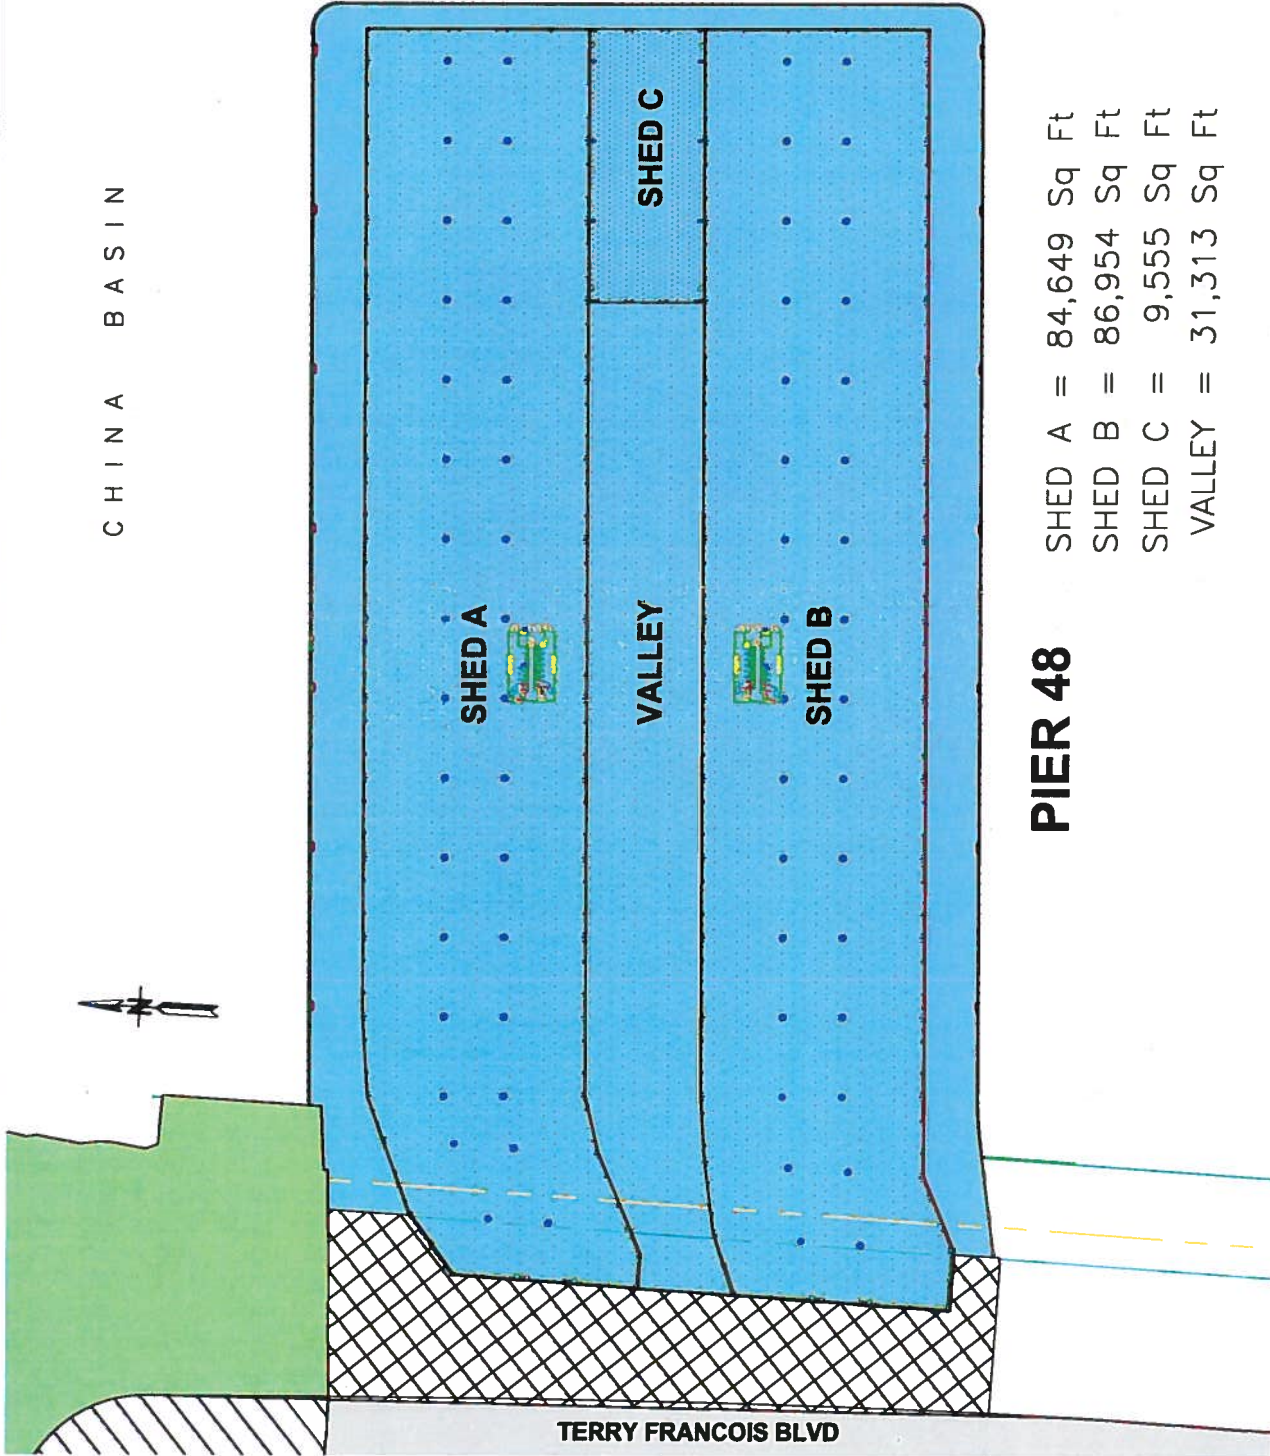 CHINA BASIN
N
SHED A
SHED C
VALLEY
SHED B
PIER 48
SHED A = 84,649 Sq Ft
SHED B = 86,954 Sq Ft
SHED C = 9,555 Sq Ft
VALLEY = 31,313 Sq Ft
TERRY FRANCOIS BLVD